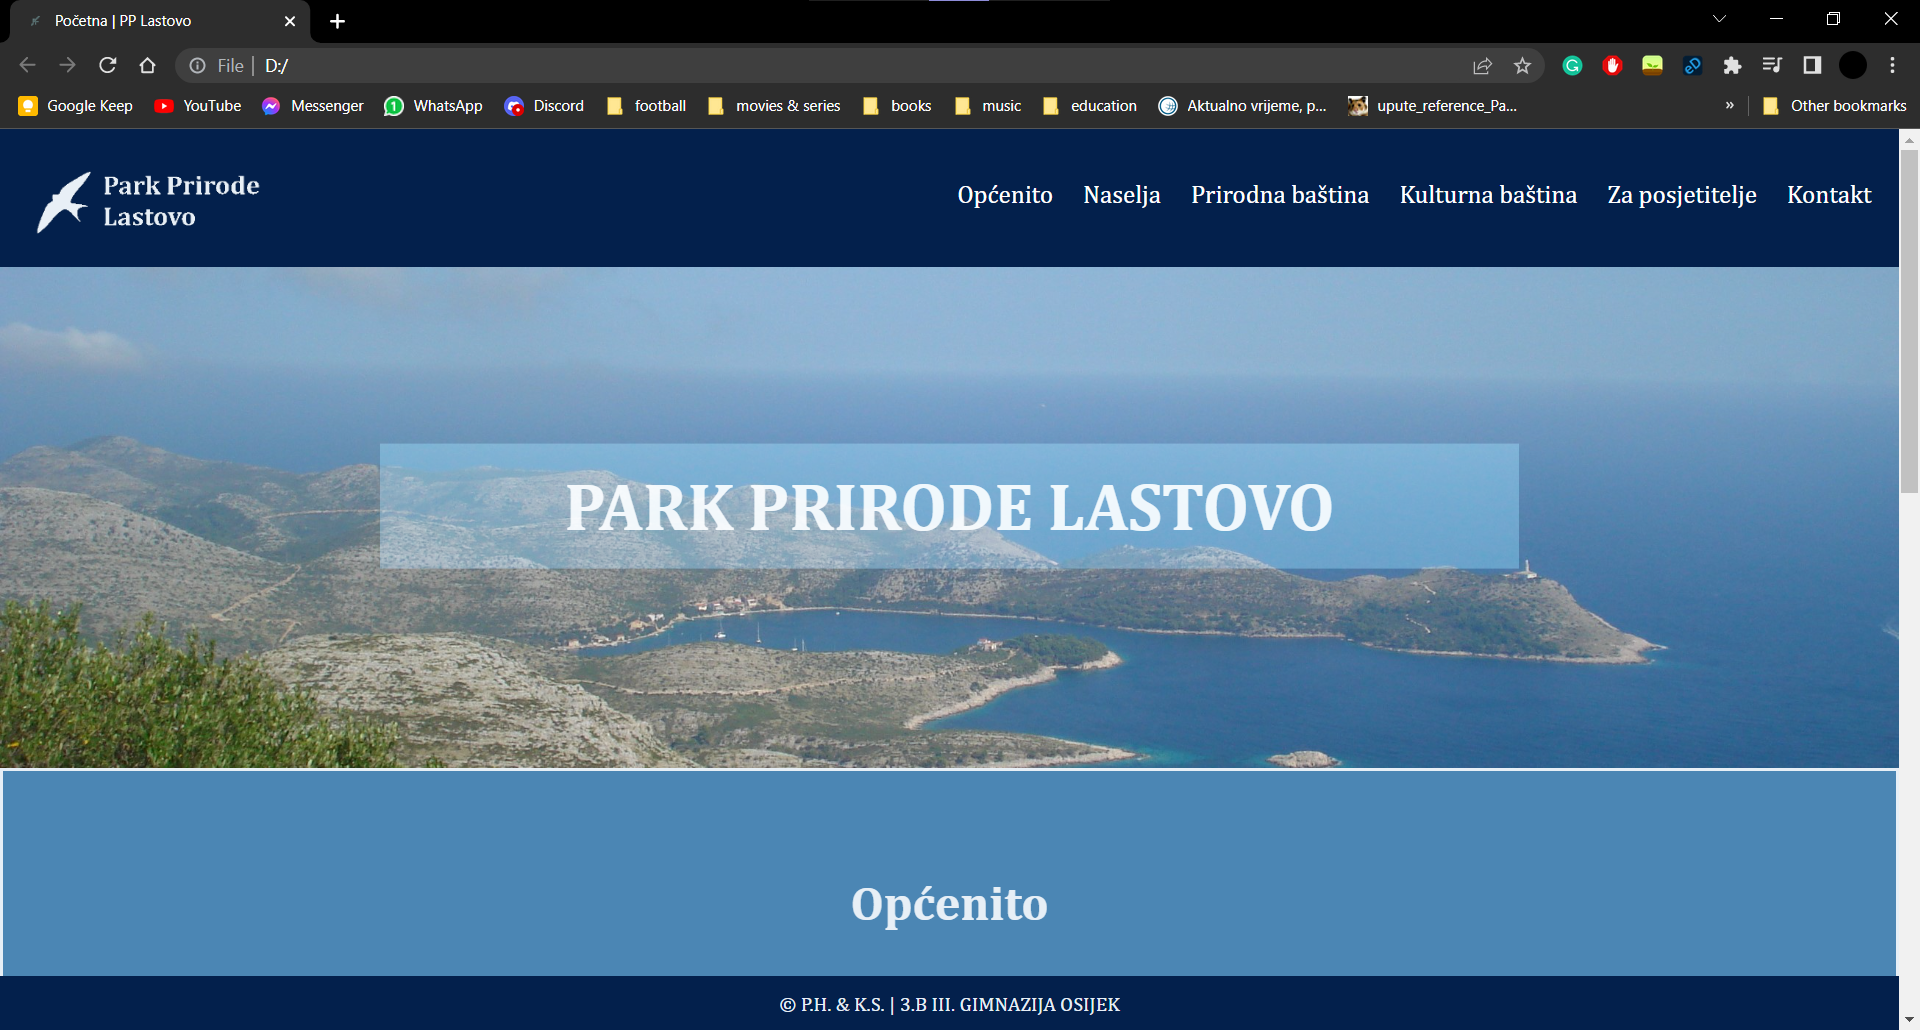 Početna | PP Lastovo
File | D:/
Google Keep YouTube Messenger 1 WhatsApp Discord football movies & series books music education Aktualno vrijeme, p... upute_reference_Pa... » Other bookmarks
Park Prirode
Lastovo
Općenito Naselja Prirodna baština Kulturna baština Za posjetitelje Kontakt
PARK PRIRODE LASTOVO
Općenito
© P.H. & K.S. | 3.B III. GIMNAZIJA OSIJEK